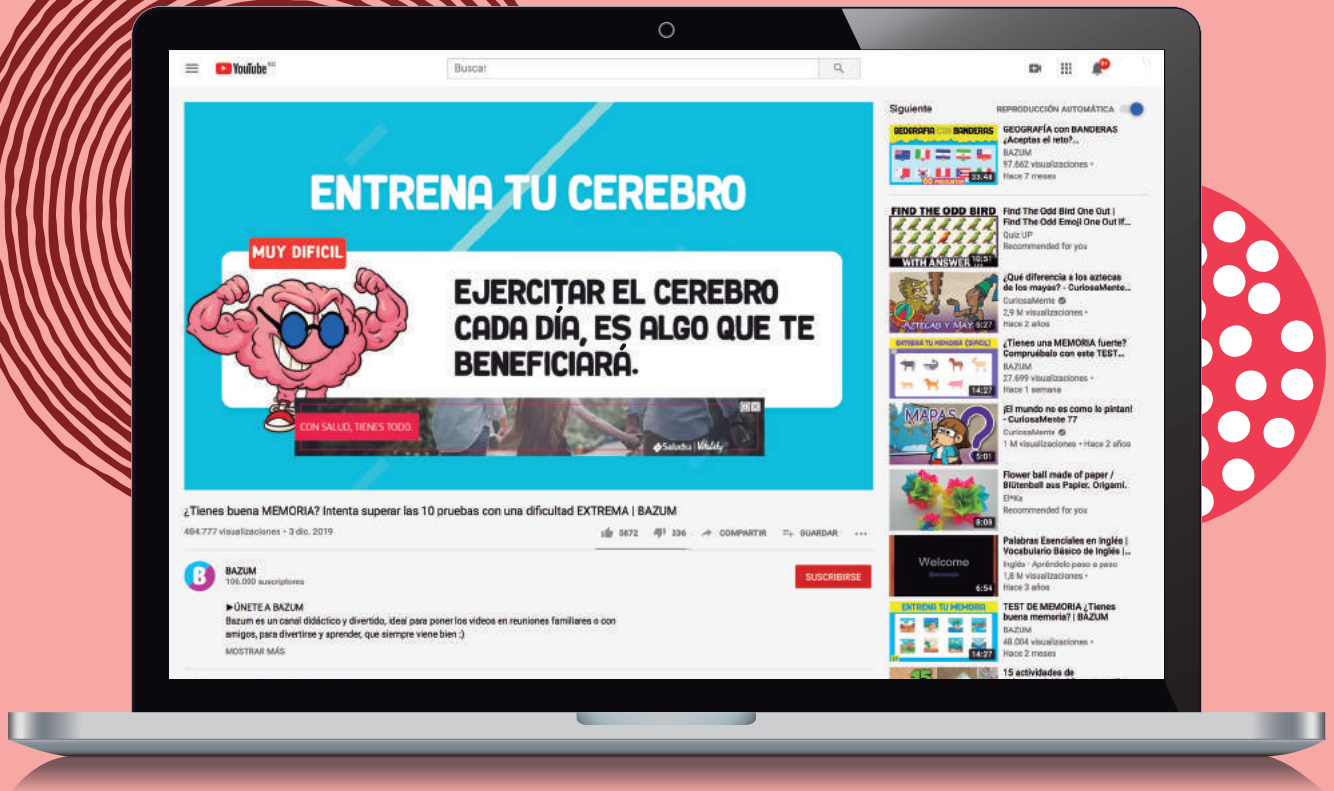 YouTube
Buscar
ENTRENA TU CEREBRO
MUY DIFICIL
EJERCITAR EL CEREBRO
CADA DÍA, ES ALGO QUE TE
BENEFICIARÁ.
CON SALUD, TIENES TODO.
Saludsa | Vitality
¿Tienes buena MEMORIA? Intenta superar las 10 pruebas con una dificultad EXTREMA | BAZUM
494.777 visualizaciones • 3 dic. 2019
5672 336 COMPARTIR GUARDAR
B
BAZUM
106.000 suscriptores
SUSCRIBIRSE
►ÚNETE A BAZUM
Bazum es un canal didáctico y divertido, ideal para poner los videos en reuniones familiares o con
amigos, para divertirse y aprender, que siempre viene bien :)
MOSTRAR MÁS
Siguiente REPRODUCCIÓN AUTOMÁTICA
GEOGRAFIA CON BANDERAS
33:43
GEOGRAFÍA con BANDERAS
¿Aceptas el reto?...
BAZUM
97.662 visualizaciones •
Hace 7 meses
FIND THE ODD BIRD
WITH ANSWER
10:51
Find The Odd Bird One Out |
Find The Odd Emoji One Out If...
Quiz UP
Recommended for you
AZTECAS Y MAY
5:27
¿Qué diferencia a los aztecas
de los mayas? - CuriosaMente...
CuriosaMente
2,9 M visualizaciones •
Hace 2 años
ENTRENA TU MEMORIA (DIFICIL)
14:27
¿Tienes una MEMORIA fuerte?
Compruébalo con este TEST...
BAZUM
27.699 visualizaciones •
Hace 1 semana
MAPAS
5:01
¡El mundo no es como lo pintan!
- CuriosaMente 77
CuriosaMente
1 M visualizaciones • Hace 2 años
8:03
Flower ball made of paper /
Blütenball aus Papier. Origami.
Recommended for you
Welcome
Bienvenido
6:54
Palabras Esenciales en Inglés |
Vocabulario Básico de Inglés |...
Inglés - Apréndelo paso a paso
1,8 M visualizaciones •
Hace 3 años
ENTRENA TU MEMORIA
14:27
TEST DE MEMORIA ¿Tienes
buena memoria? | BAZUM
BAZUM
48.004 visualizaciones •
Hace 2 meses
15
15 actividades de